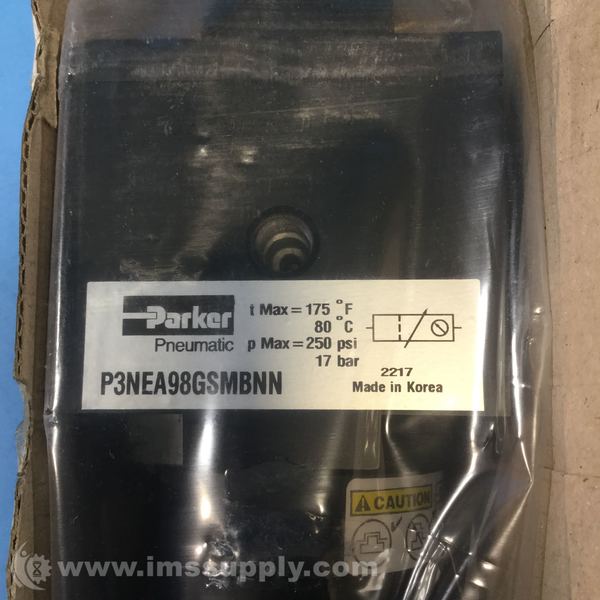 Parker
Pneumatic
t Max = 175 °F
80 °C
p Max = 250 psi
17 bar
P3NEA98GSMBNN
2217
Made in Korea
CAUTION
www.imssupply.com